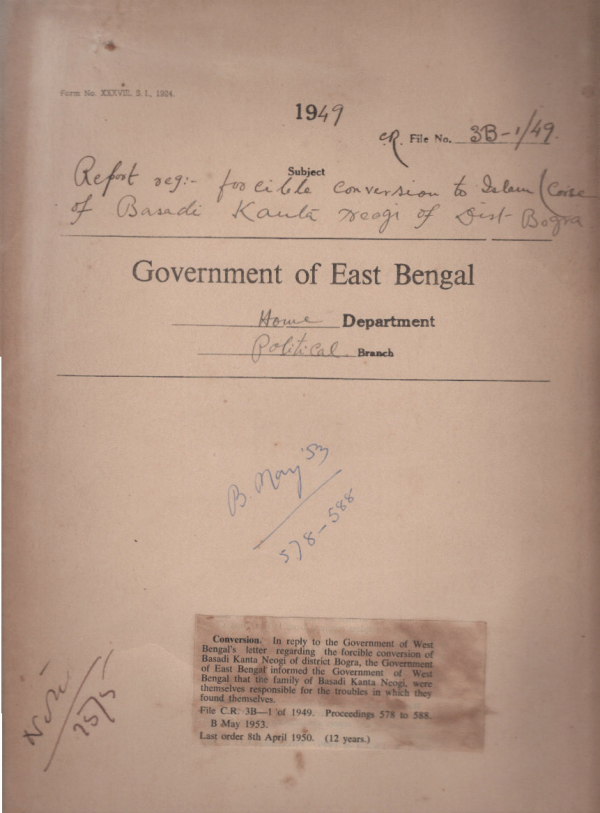 Form No. XXXVIII. S. I., 1924.
1949
CR. File No. 3B-1/49.
Subject
Report reg:- forcible conversion to Islam (Case
of Basadi Kanta Neogi of Dist- Bogra
Government of East Bengal
Home Department
Political Branch
B May '53
578-588
25/5
Conversion. In reply to the Government of West
Bengal's letter regarding the forcible conversion of
Basadi Kanta Neogi of district Bogra, the Government
of East Bengal informed the Government of West
Bengal that the family of Basadi Kanta Neogi, were
themselves responsible for the troubles in which they
found themselves.
File C.R. 3B—1 of 1949. Proceedings 578 to 588.
B May 1953.
Last order 8th April 1950. (12 years.)